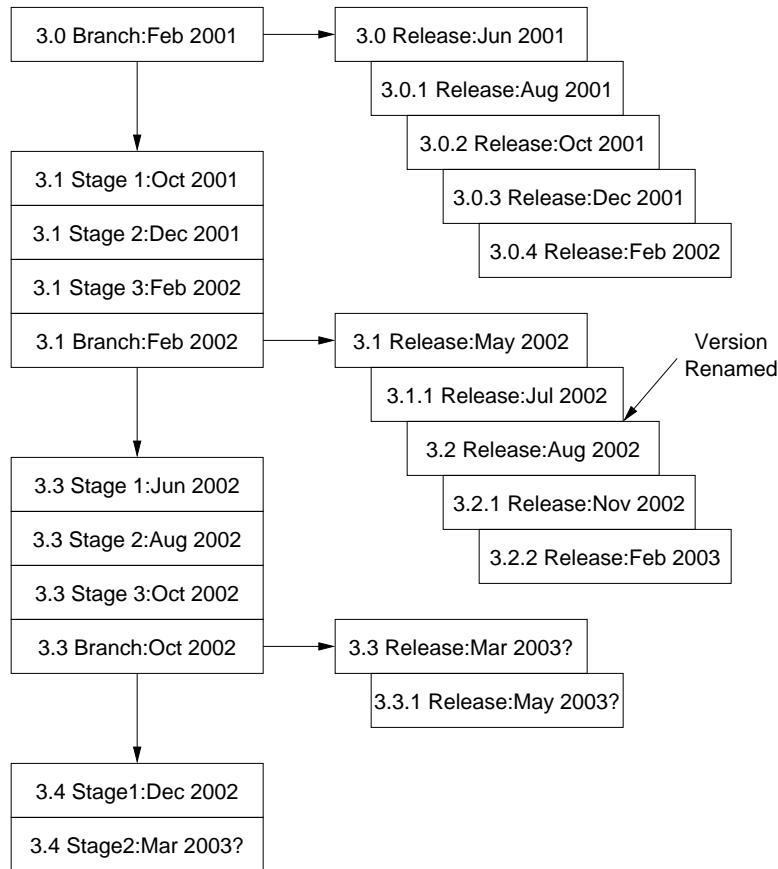 3.0 Branch:Feb 2001
3.0 Release:Jun 2001
3.0.1 Release:Aug 2001
3.0.2 Release:Oct 2001
3.0.3 Release:Dec 2001
3.0.4 Release:Feb 2002
3.1 Stage 1:Oct 2001
3.1 Stage 2:Dec 2001
3.1 Stage 3:Feb 2002
3.1 Branch:Feb 2002
3.1 Release:May 2002
3.1.1 Release:Jul 2002
Version
Renamed
3.2 Release:Aug 2002
3.2.1 Release:Nov 2002
3.2.2 Release:Feb 2003
3.3 Stage 1:Jun 2002
3.3 Stage 2:Aug 2002
3.3 Stage 3:Oct 2002
3.3 Branch:Oct 2002
3.3 Release:Mar 2003?
3.3.1 Release:May 2003?
3.4 Stage1:Dec 2002
3.4 Stage2:Mar 2003?